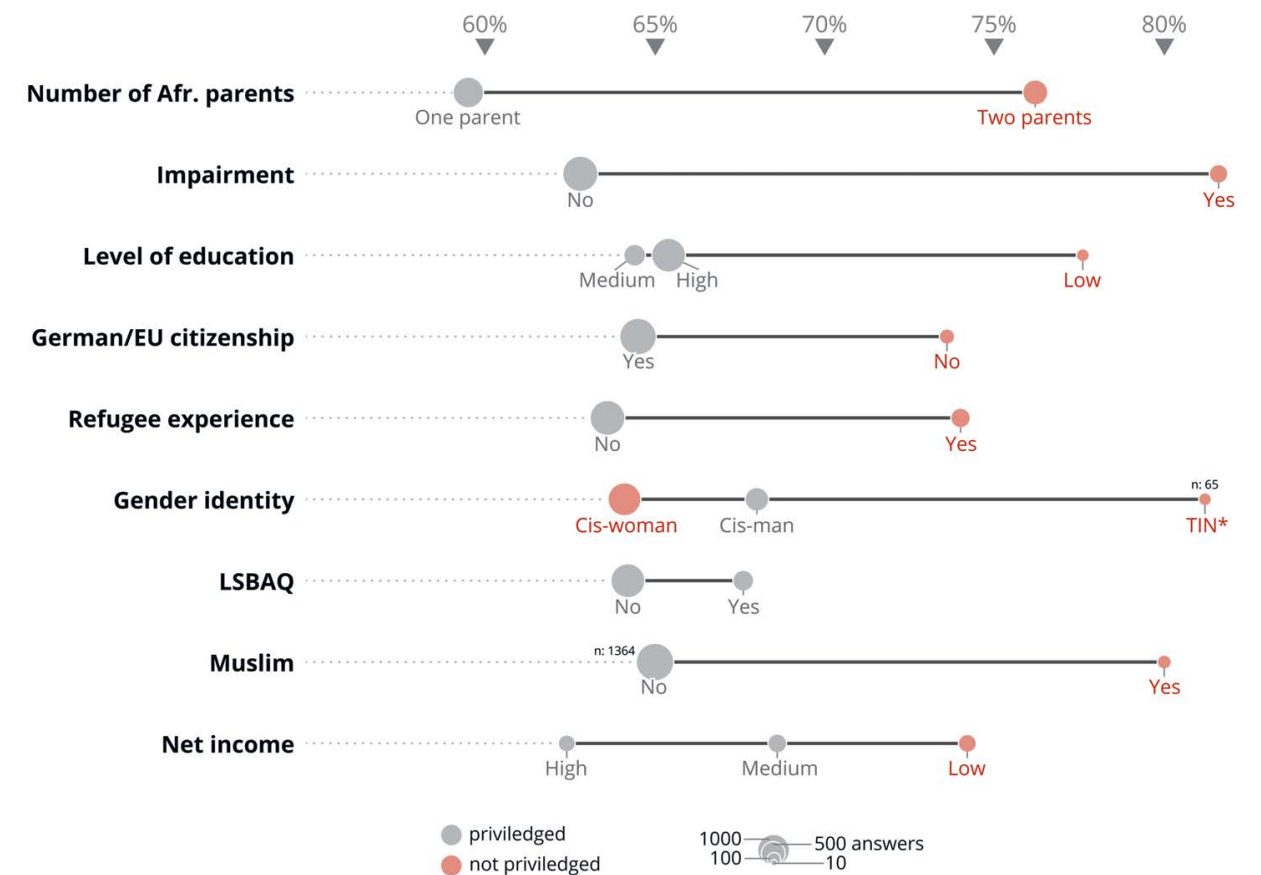 60% 65% 70% 75% 80%
Number of Afr. parents
One parent Two parents
Impairment
No Yes
Level of education
Medium High Low
German/EU citizenship
Yes No
Refugee experience
No Yes
n: 65
Gender identity
Cis-woman Cis-man TIN*
LSBAQ
No Yes
n: 1364
Muslim
No Yes
Net income
High Medium Low
priviledged
not priviledged
1000 500 answers
100 10